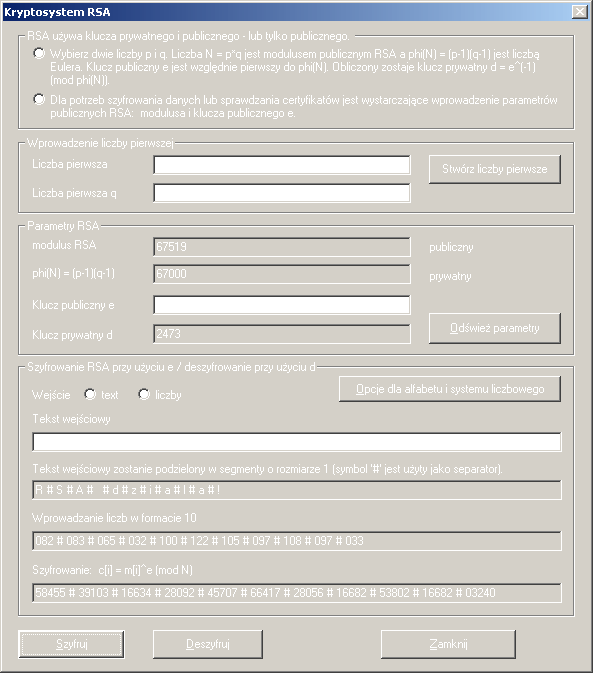 Kryptosystem RSA
RSA używa klucza prywatnego i publicznego - lub tylko publicznego.
Wybierz dwie liczby p i q. Liczba N = p*q jest modulusem publicznym RSA a phi(N) = (p-1)(q-1) jest liczbą
Eulera. Klucz publiczny e jest względnie pierwszy do phi(N). Obliczony zostaje klucz prywatny d = e^(-1)
(mod phi(N)).
Dla potrzeb szyfrowania danych lub sprawdzania certyfikatów jest wystarczające wprowadzenie parametrów
publicznych RSA: modulusa i klucza publicznego e.
Wprowadzenie liczby pierwszej
Liczba pierwsza
Stwórz liczby pierwsze
Liczba pierwsza q
Parametry RSA
modulus RSA 67519 publiczny
phi(N) = (p-1)(q-1) 67000 prywatny
Klucz publiczny e
Klucz prywatny d 2473 Odśwież parametry
Szyfrowanie RSA przy użyciu e / deszyfrowanie przy użyciu d
Wejście text liczby Opcje dla alfabetu i systemu liczbowego
Tekst wejściowy
Tekst wejściowy zostanie podzielony w segmenty o rozmiarze 1 (symbol '#' jest użyty jako separator).
R # S # A # # d # z # i # a # l # a # !
Wprowadzanie liczb w formacie 10
082 # 083 # 065 # 032 # 100 # 122 # 105 # 097 # 108 # 097 # 033
Szyfrowanie: c[i] = m[i]^e (mod N)
58455 # 39103 # 16634 # 28092 # 45707 # 66417 # 28056 # 16682 # 53802 # 16682 # 03240
Szyfruj Deszyfruj Zamknij